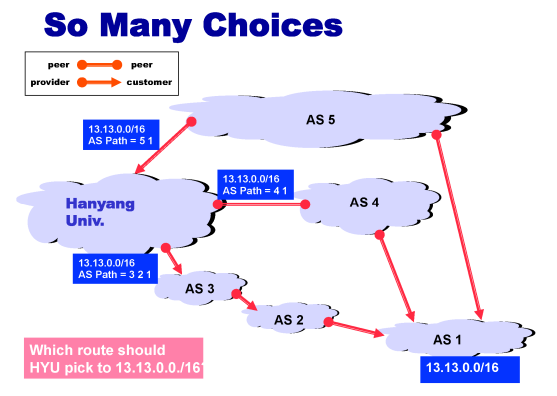 So Many Choices
peer peer
provider customer
AS 5
13.13.0.0/16
AS Path = 5 1
13.13.0.0/16
AS Path = 4 1
Hanyang
Univ.
AS 4
13.13.0.0/16
AS Path = 3 2 1
AS 3
AS 2
AS 1
13.13.0.0/16
Which route should
HYU pick to 13.13.0.0./16?